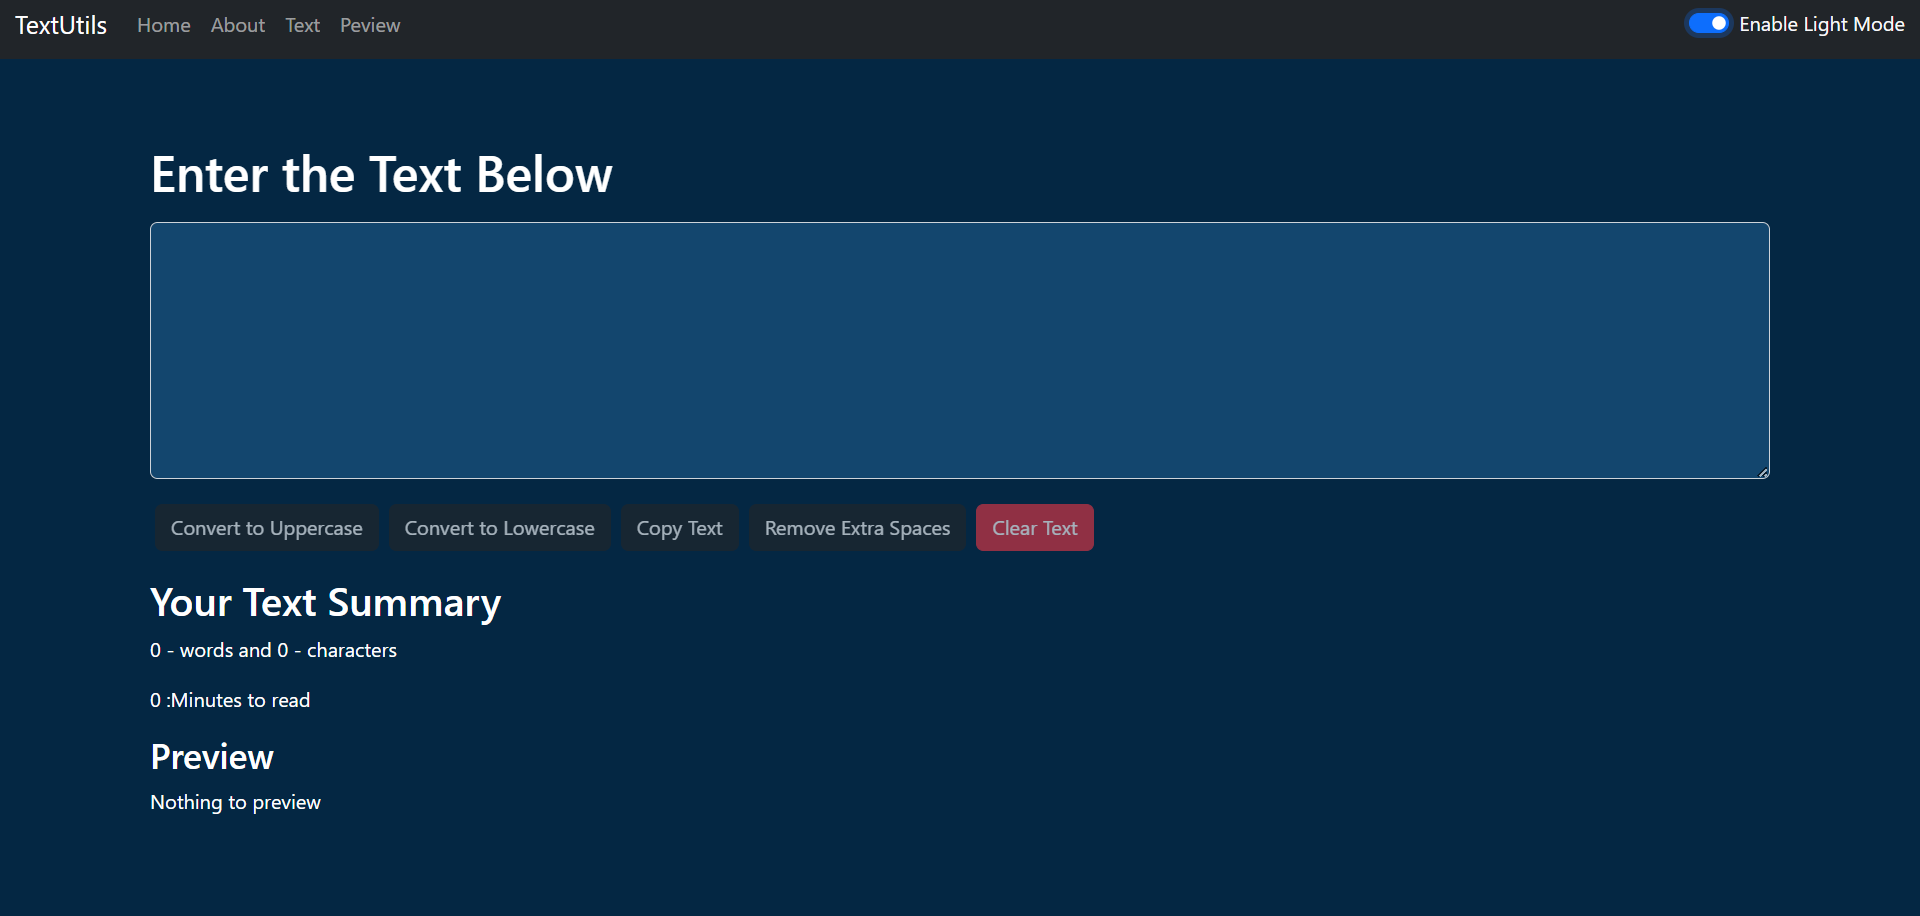 TextUtils Home About Text Peview Enable Light Mode
Enter the Text Below
Convert to Uppercase Convert to Lowercase Copy Text Remove Extra Spaces Clear Text
Your Text Summary
0 - words and 0 - characters
0 :Minutes to read
Preview
Nothing to preview